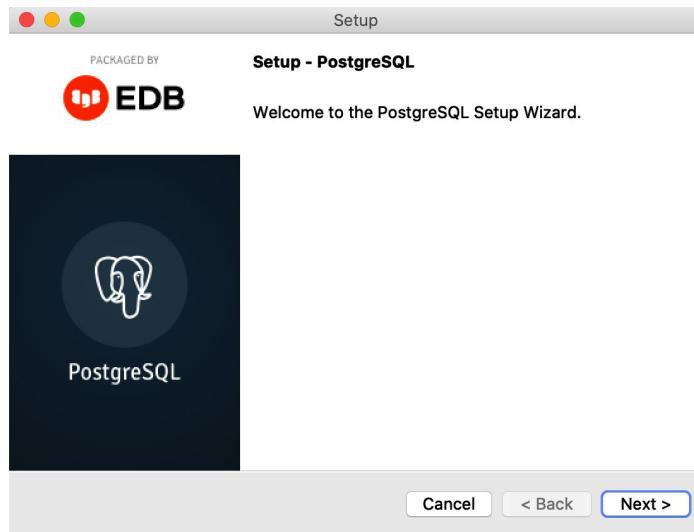 Setup
PACKAGED BY
EDB
Setup - PostgreSQL
Welcome to the PostgreSQL Setup Wizard.
PostgreSQL
Cancel
< Back
Next >